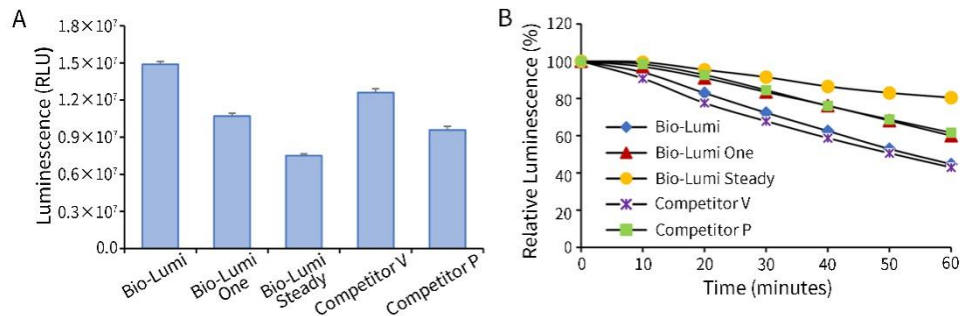 A
Luminescence (RLU)
1.8×10⁷
1.5×10⁷
1.2×10⁷
0.9×10⁷
0.6×10⁷
0.3×10⁷
0.0
Bio-Lumi
Bio-Lumi
One
Bio-Lumi
Steady
Competitor V
Competitor P
B
Relative Luminescence (%)
120
100
80
60
40
20
0
Bio-Lumi
Bio-Lumi One
Bio-Lumi Steady
Competitor V
Competitor P
0 10 20 30 40 50 60
Time (minutes)